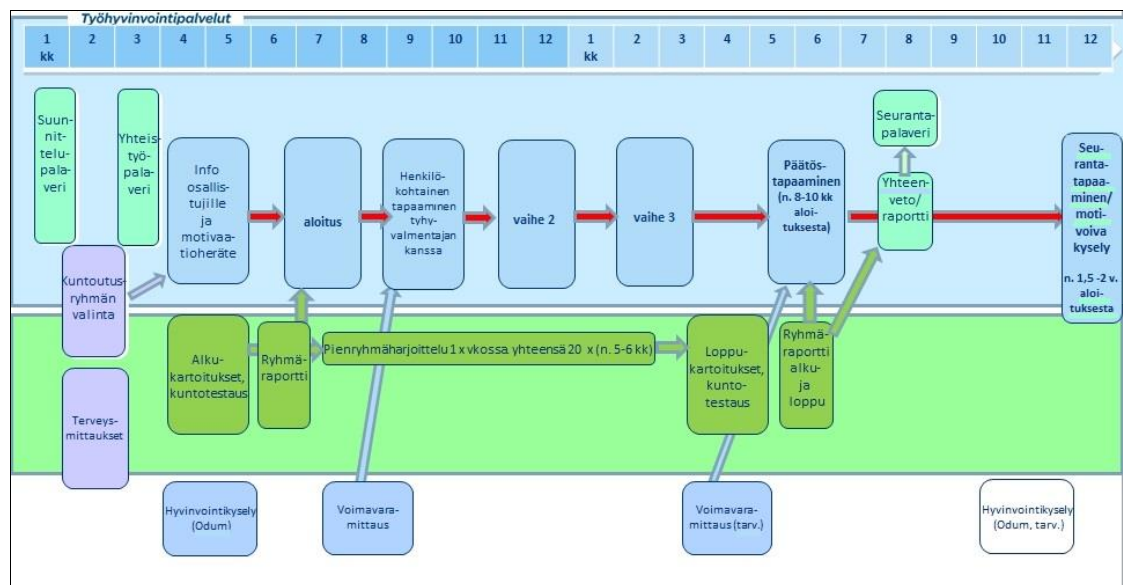 Työhyvinvointipalvelut
1 2 3 4 5 6 7 8 9 10 11 12 1 2 3 4 5 6 7 8 9 10 11 12
kk kk
Suun-
nit-
telu-
pala-
veri
Yhteis-
työ-
pala-
veri
Info
osallis-
tujille
ja
motivaa-
tioheräte
aloitus
Henkilö-
kohtainen
tapaaminen
tyhy-
valmentajan
kanssa
vaihe 2
vaihe 3
Päätös-
tapaaminen
(n. 8-10 kk
aloi-
tuksesta)
Seuranta-
palaveri
Yhteen-
veto/
raportti
Seu-
ranta-
tapaa-
minen/
moti-
voiva
kysely
n. 1,5 -2 v.
aloi-
tuksesta
Kuntoutus-
ryhmän
valinta
Alku-
kartoitukset,
kuntotestaus
Ryhmä-
raportti
Pienryhmäharjoittelu 1 x vkossa yhteensä 20 x (n. 5-6 kk)
Loppu-
kartoitukset,
kunto-
testaus
Ryhmä-
raportti
alku-
ja
loppu
Terveys-
mittaukset
Hyvinvointikysely
(Odum)
Voimavara-
mittaus
Voimavara-
mittaus (tarv.)
Hyvinvointikysely
(Odum, tarv.)